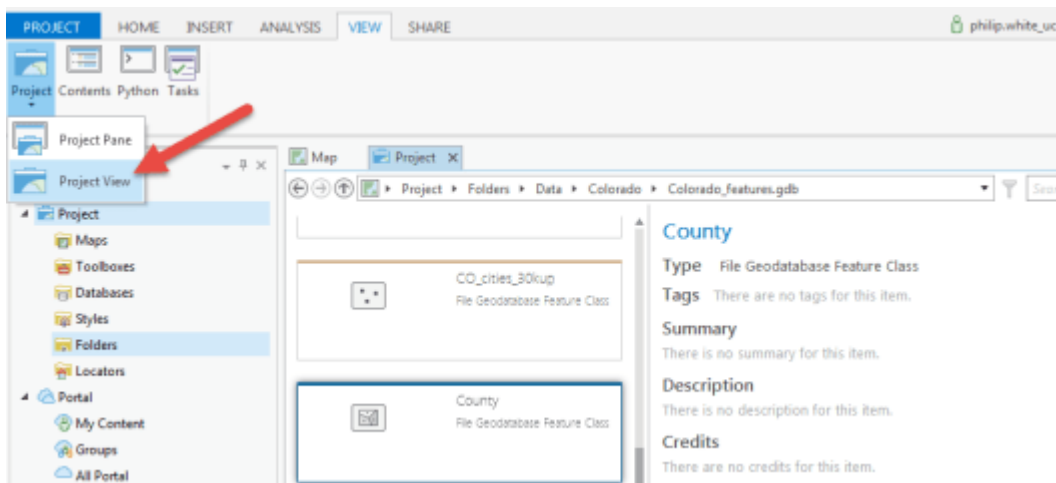 PROJECT HOME INSERT ANALYSIS VIEW SHARE philip.white_uc
Project Contents Python Tasks
Project Pane
Project View
Map Project
Project Folders Data Colorado Colorado_features.gdb Sear
Project
Maps
Toolboxes
Databases
Styles
Folders
Locators
Portal
My Content
Groups
All Portal
CO_cities_30kup
File Geodatabase Feature Class
County
File Geodatabase Feature Class
County
Type File Geodatabase Feature Class
Tags There are no tags for this item.
Summary
There is no summary for this item.
Description
There is no description for this item.
Credits
There are no credits for this item.